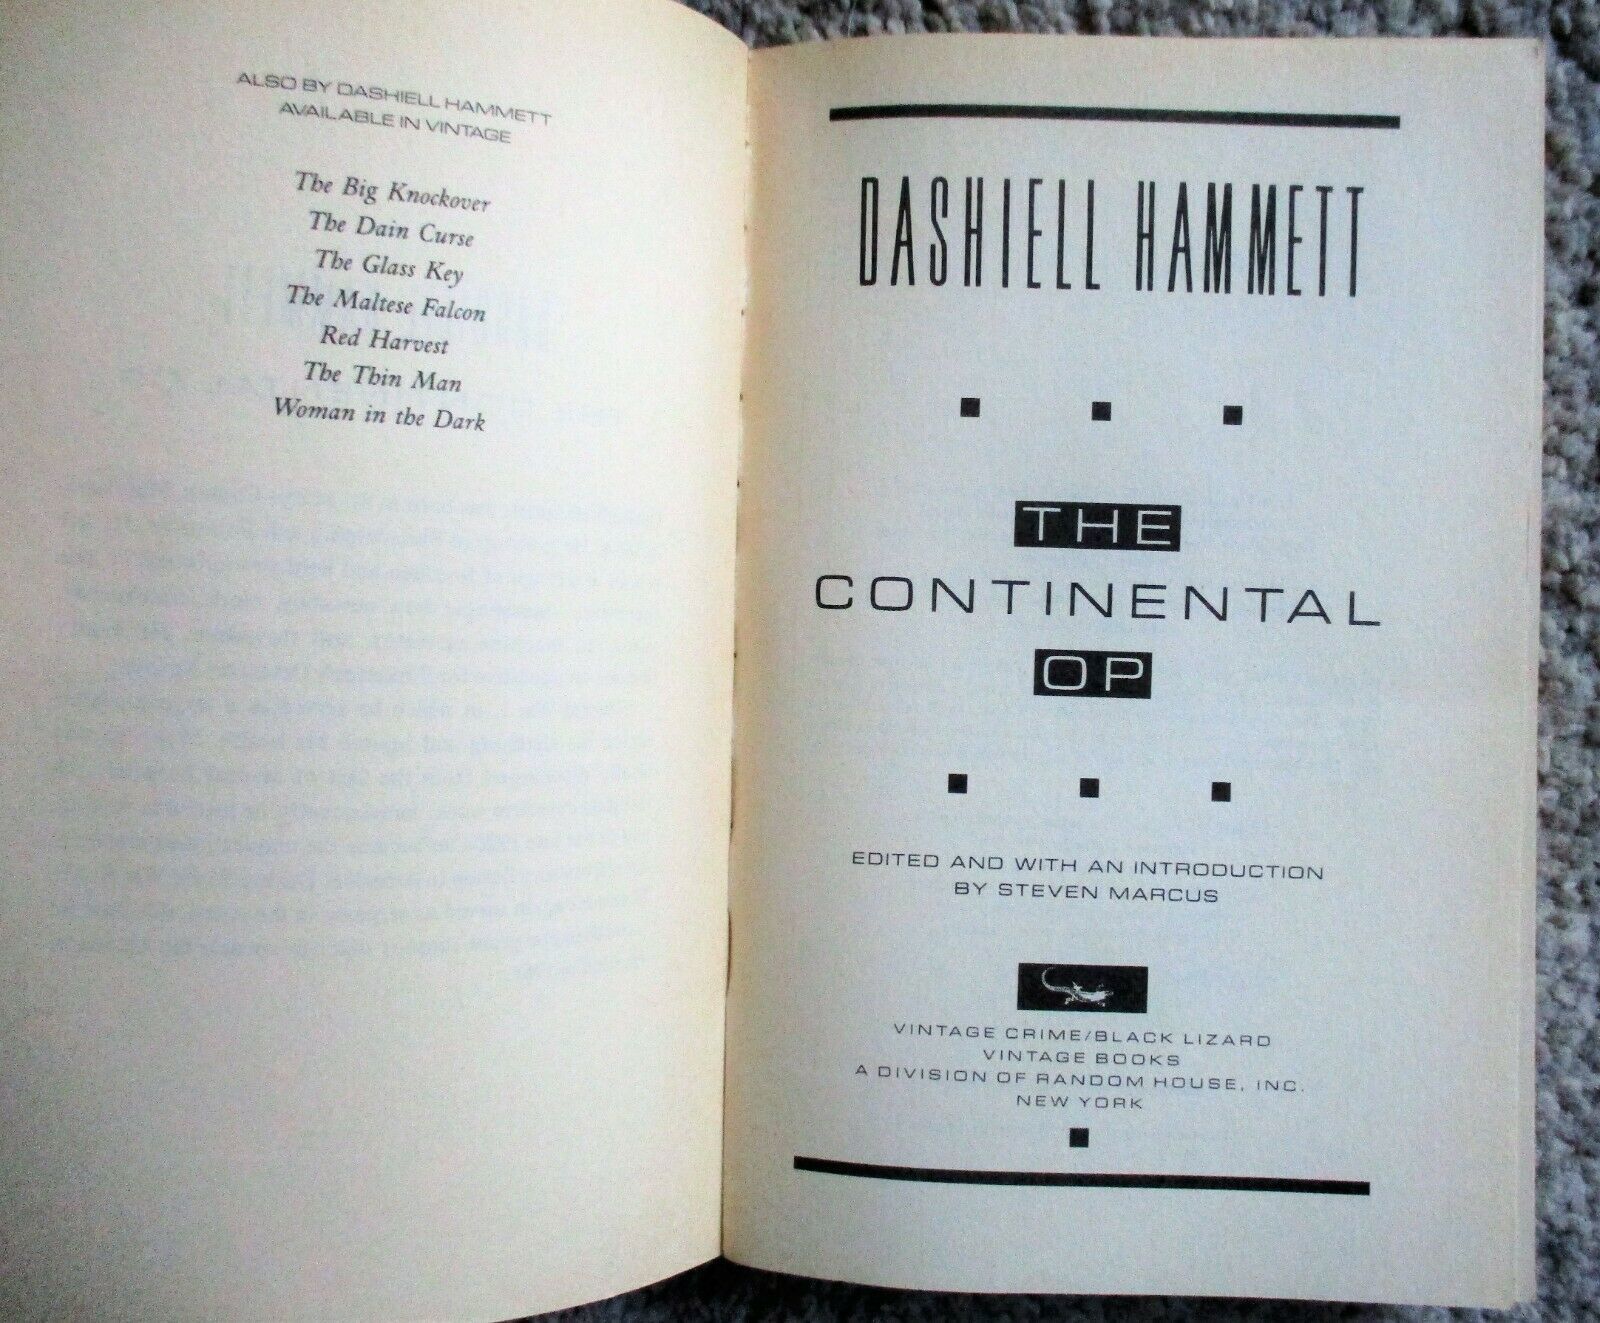 ALSO BY DASHIELL HAMMETT
AVAILABLE IN VINTAGE
The Big Knockover
The Dain Curse
The Glass Key
The Maltese Falcon
Red Harvest
The Thin Man
Woman in the Dark
DASHIELL HAMMETT
THE
CONTINENTAL
OP
EDITED AND WITH AN INTRODUCTION
BY STEVEN MARCUS
VINTAGE CRIME/BLACK LIZARD
VINTAGE BOOKS
A DIVISION OF RANDOM HOUSE, INC.
NEW YORK